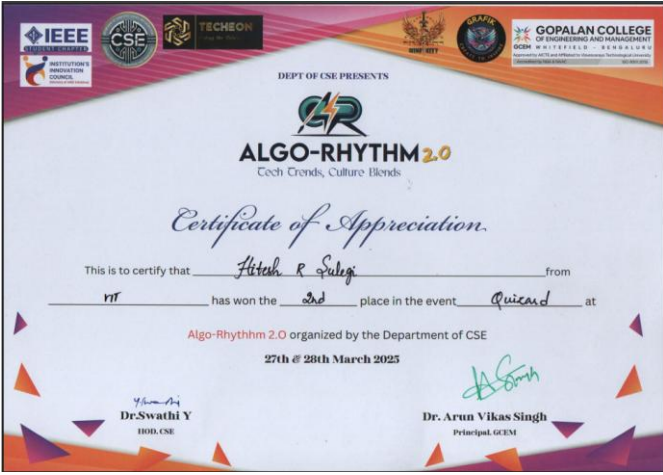 IEEE
STUDENT CHAPTER
INSTITUTION'S
INNOVATION
COUNCIL
CSE
TECHEON
GRAFIK
GOPALAN COLLEGE
OF ENGINEERING AND MANAGEMENT
GCEM WHITEFIELD - BENGALURU
DEPT OF CSE PRESENTS
ALGO-RHYTHM 2.0
Tech Trends, Culture Blends
Certificate of Appreciation
This is to certify that Hitesh R Sulegi from
VIT has won the 2nd place in the event Quizard at
Algo-Rhythhm 2.0 organized by the Department of CSE
27th & 28th March 2025
Dr.Swathi Y
HOD, CSE
Dr. Arun Vikas Singh
Principal, GCEM